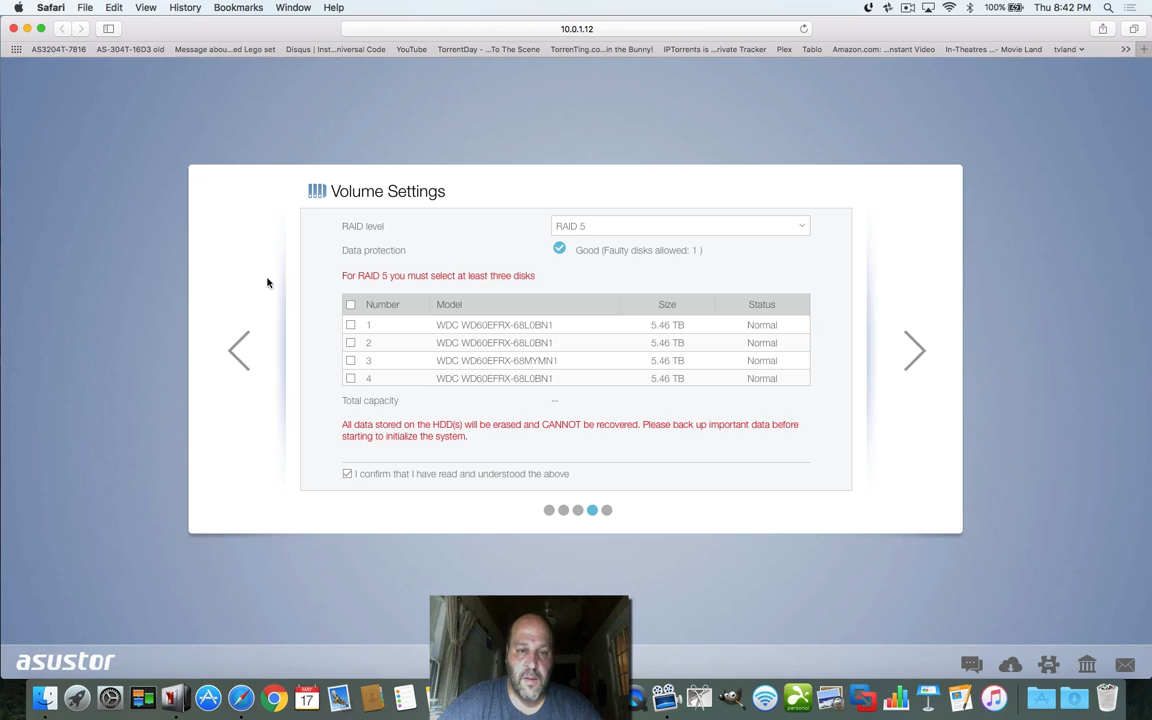 Safari File Edit View History Bookmarks Window Help 100% Thu 8:42 PM
10.0.1.12
AS3204T-7816 AS-304T-16D3 old Message abou...ed Lego set Disqus | Inst...niversal Code YouTube TorrentDay - ...To The Scene TorrenTing.co...in the Bunny! IPTorrents is ...rivate Tracker Plex Tablo Amazon.com: ...nstant Video In-Theatres ...- Movie Land tvland
Volume Settings
RAID level RAID 5
Data protection Good (Faulty disks allowed: 1 )
For RAID 5 you must select at least three disks
Number Model Size Status
1 WDC WD60EFRX-68L0BN1 5.46 TB Normal
2 WDC WD60EFRX-68L0BN1 5.46 TB Normal
3 WDC WD60EFRX-68MYMN1 5.46 TB Normal
4 WDC WD60EFRX-68L0BN1 5.46 TB Normal
Total capacity --
All data stored on the HDD(s) will be erased and CANNOT be recovered. Please back up important data before
starting to initialize the system.
I confirm that I have read and understood the above
asustor
17
personal